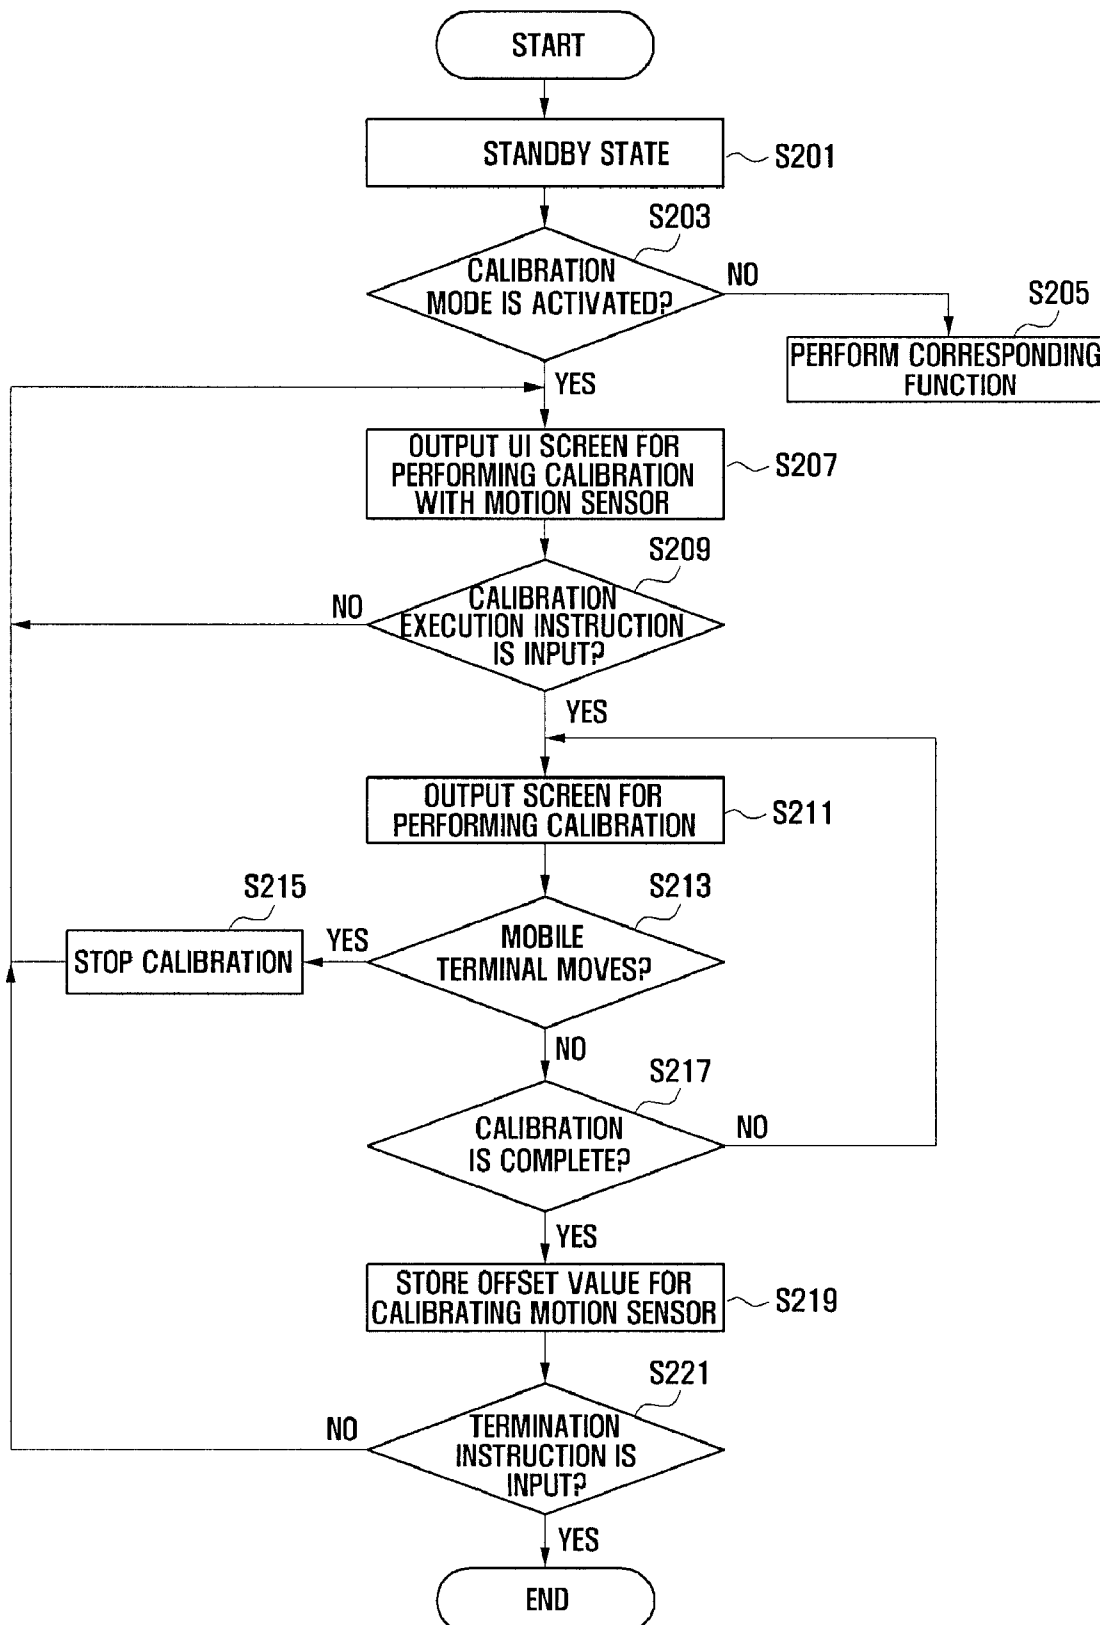 START
STANDBY STATE
S201
S203
CALIBRATION
MODE IS ACTIVATED?
NO
S205
PERFORM CORRESPONDING
FUNCTION
YES
OUTPUT UI SCREEN FOR
PERFORMING CALIBRATION
WITH MOTION SENSOR
S207
S209
CALIBRATION
EXECUTION INSTRUCTION
IS INPUT?
NO
YES
OUTPUT SCREEN FOR
PERFORMING CALIBRATION
S211
S213
MOBILE
TERMINAL MOVES?
YES
S215
STOP CALIBRATION
NO
S217
CALIBRATION
IS COMPLETE?
NO
YES
STORE OFFSET VALUE FOR
CALIBRATING MOTION SENSOR
S219
S221
TERMINATION
INSTRUCTION IS
INPUT?
NO
YES
END